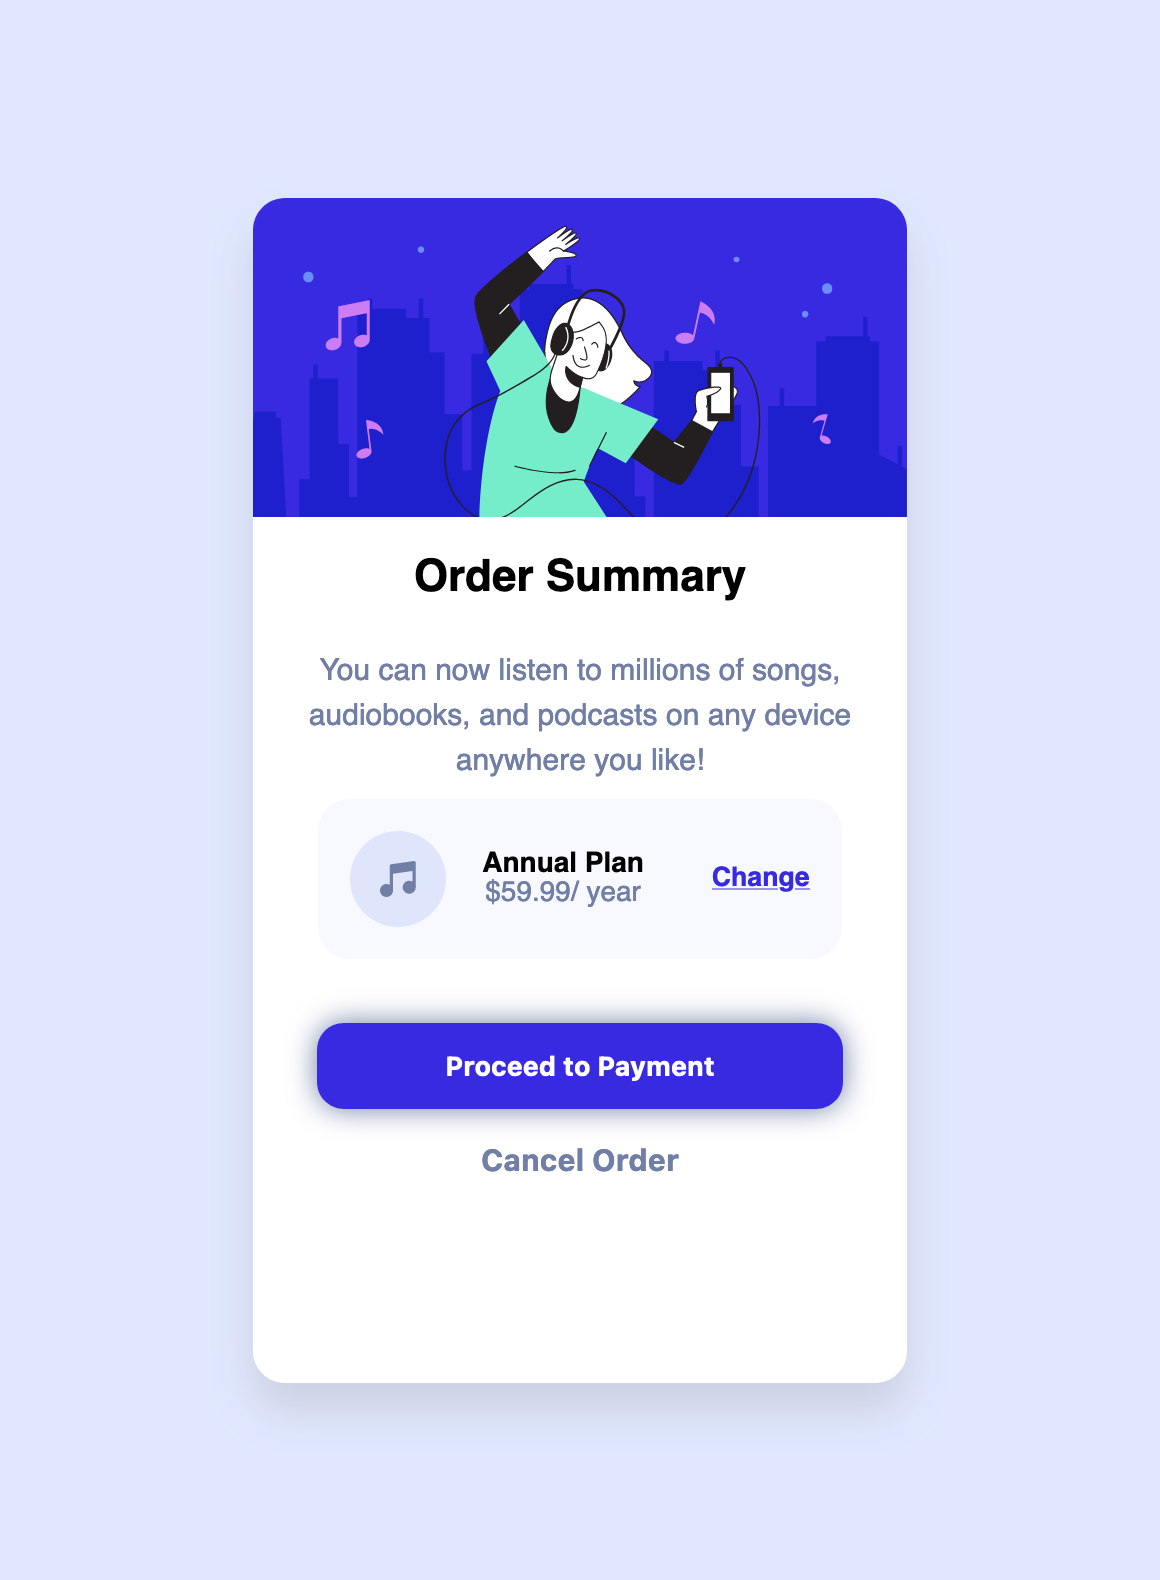 Order Summary
You can now listen to millions of songs,
audiobooks, and podcasts on any device
anywhere you like!
Annual Plan
$59.99/ year
Change
Proceed to Payment
Cancel Order